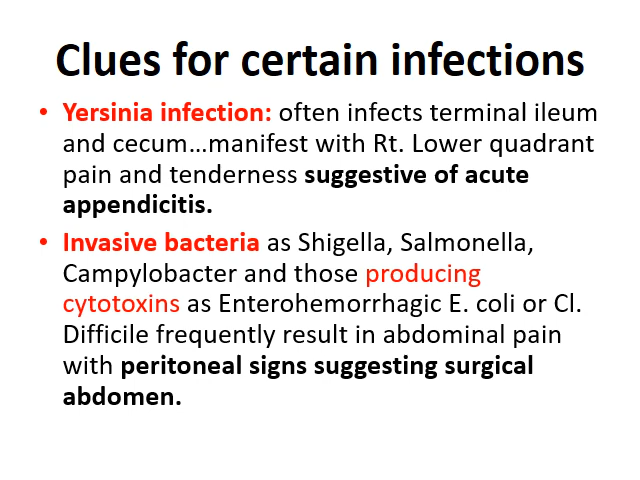 Clues for certain infections
• Yersinia infection: often infects terminal ileum
and cecum…manifest with Rt. Lower quadrant
pain and tenderness suggestive of acute
appendicitis.
• Invasive bacteria as Shigella, Salmonella,
Campylobacter and those producing
cytotoxins as Enterohemorrhagic E. coli or Cl.
Difficile frequently result in abdominal pain
with peritoneal signs suggesting surgical
abdomen.